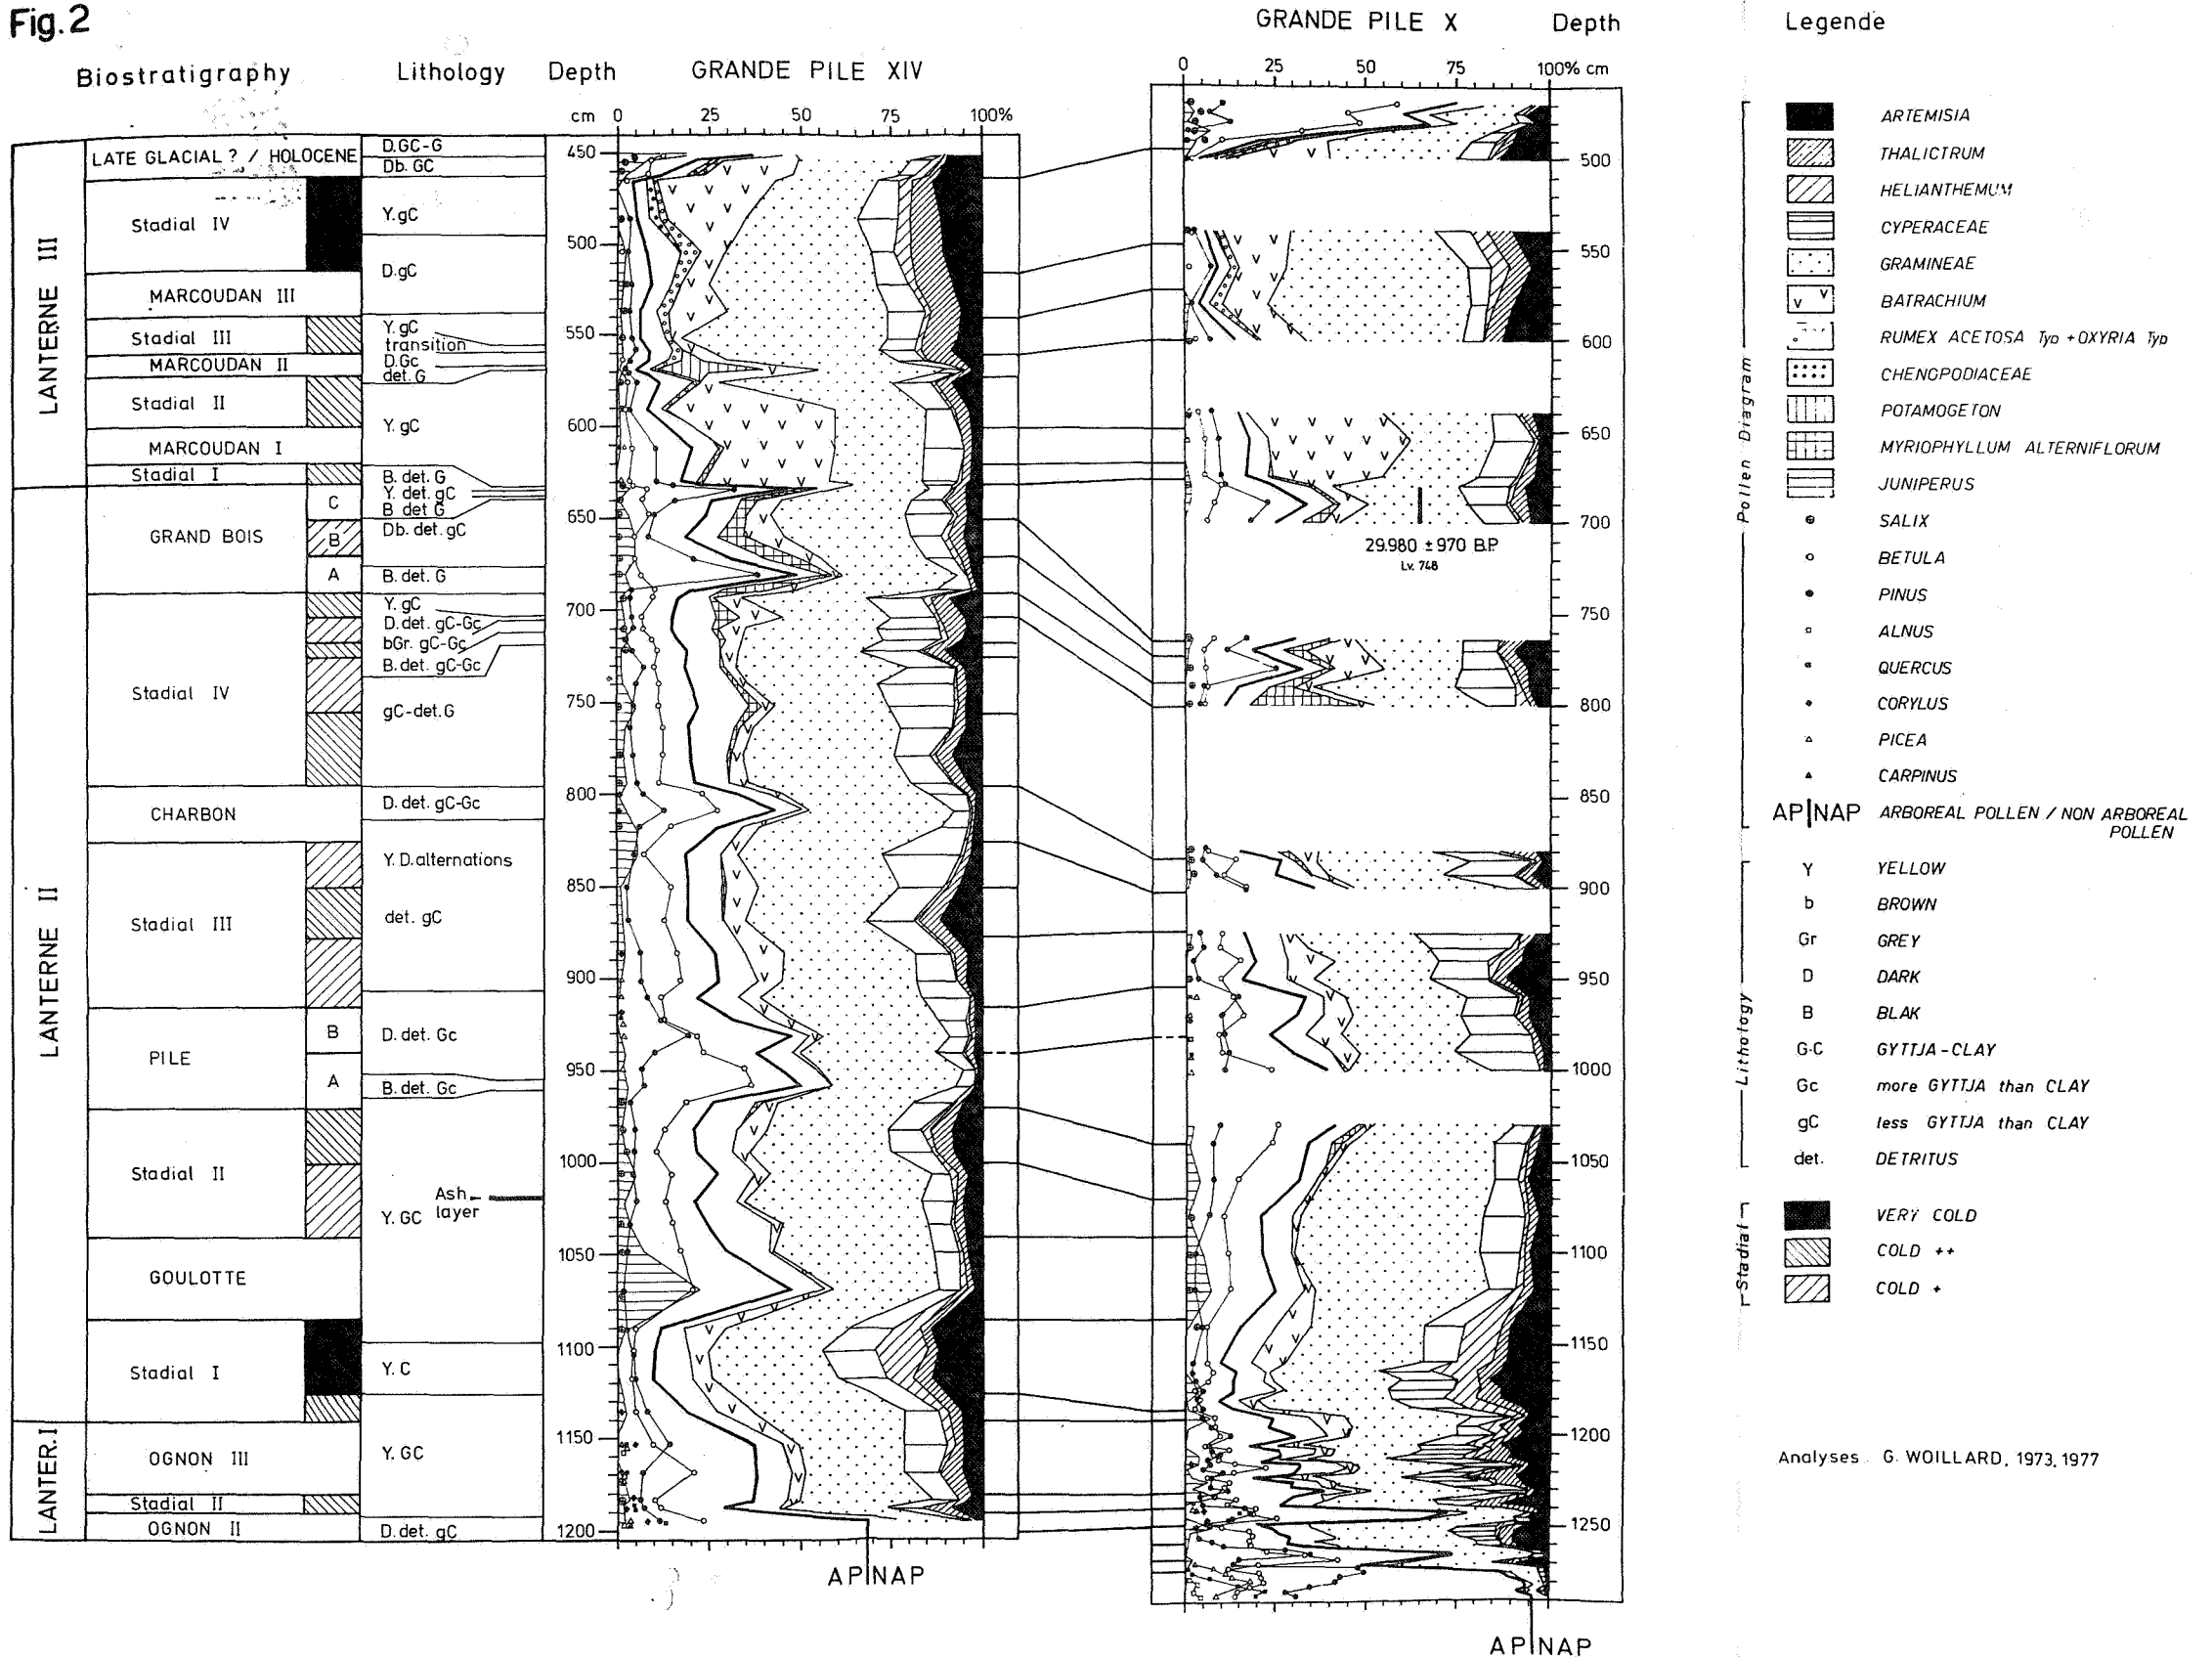 Fig.2
Biostratigraphy
Lithology
Depth
GRANDE PILE XIV
GRANDE PILE X
Depth
Legende
cm
0 25 50 75 100%
0 25 50 75 100% cm
LANTERNE III
LATE GLACIAL ? / HOLOCENE
Stadial IV
MARCOUDAN III
Stadial III
MARCOUDAN II
Stadial II
MARCOUDAN I
Stadial I
LANTERNE II
GRAND BOIS
C
B
A
Stadial IV
CHARBON
Stadial III
PILE
B
A
Stadial II
GOULOTTE
Stadial I
LANTER.I
OGNON III
Stadial II
OGNON II
D.GC-G
Db. GC
Y.gC
D.gC
Y. gC
transition
D.Gc
det. G
Y. gC
B. det. G
Y. det. gC
B det G
Db. det. gC
B. det. G
Y. gC
D.det. gC-Gc
bGr. gC-Gc
B.det. gC-Gc
gC-det.G
D. det. gC-Gc
Y. D. alternations
det. gC
D. det. Gc
B. det. Gc
Ash
layer
Y. GC
Y. C
Y. GC
D. det. gC
450
500
550
600
650
700
750
800
850
900
950
1000
1050
1100
1150
1200
AP|NAP
500
550
600
650
700
29.980 ± 970 B.P.
Lv. 748
750
800
850
900
950
1000
1050
1100
1150
1200
1250
AP|NAP
Pollen Diagram
ARTEMISIA
THALICTRUM
HELIANTHEMUM
CYPERACEAE
GRAMINEAE
BATRACHIUM
RUMEX ACETOSA Typ + OXYRIA Typ
CHENOPODIACEAE
POTAMOGETON
MYRIOPHYLLUM ALTERNIFLORUM
JUNIPERUS
SALIX
BETULA
PINUS
ALNUS
QUERCUS
CORYLUS
PICEA
CARPINUS
AP|NAP ARBOREAL POLLEN / NON ARBOREAL
POLLEN
Lithology
Y YELLOW
b BROWN
Gr GREY
D DARK
B BLAK
G-C GYTTJA-CLAY
Gc more GYTTJA than CLAY
gC less GYTTJA than CLAY
det. DETRITUS
Stadial
VERY COLD
COLD ++
COLD +
Analyses G. WOILLARD, 1973, 1977